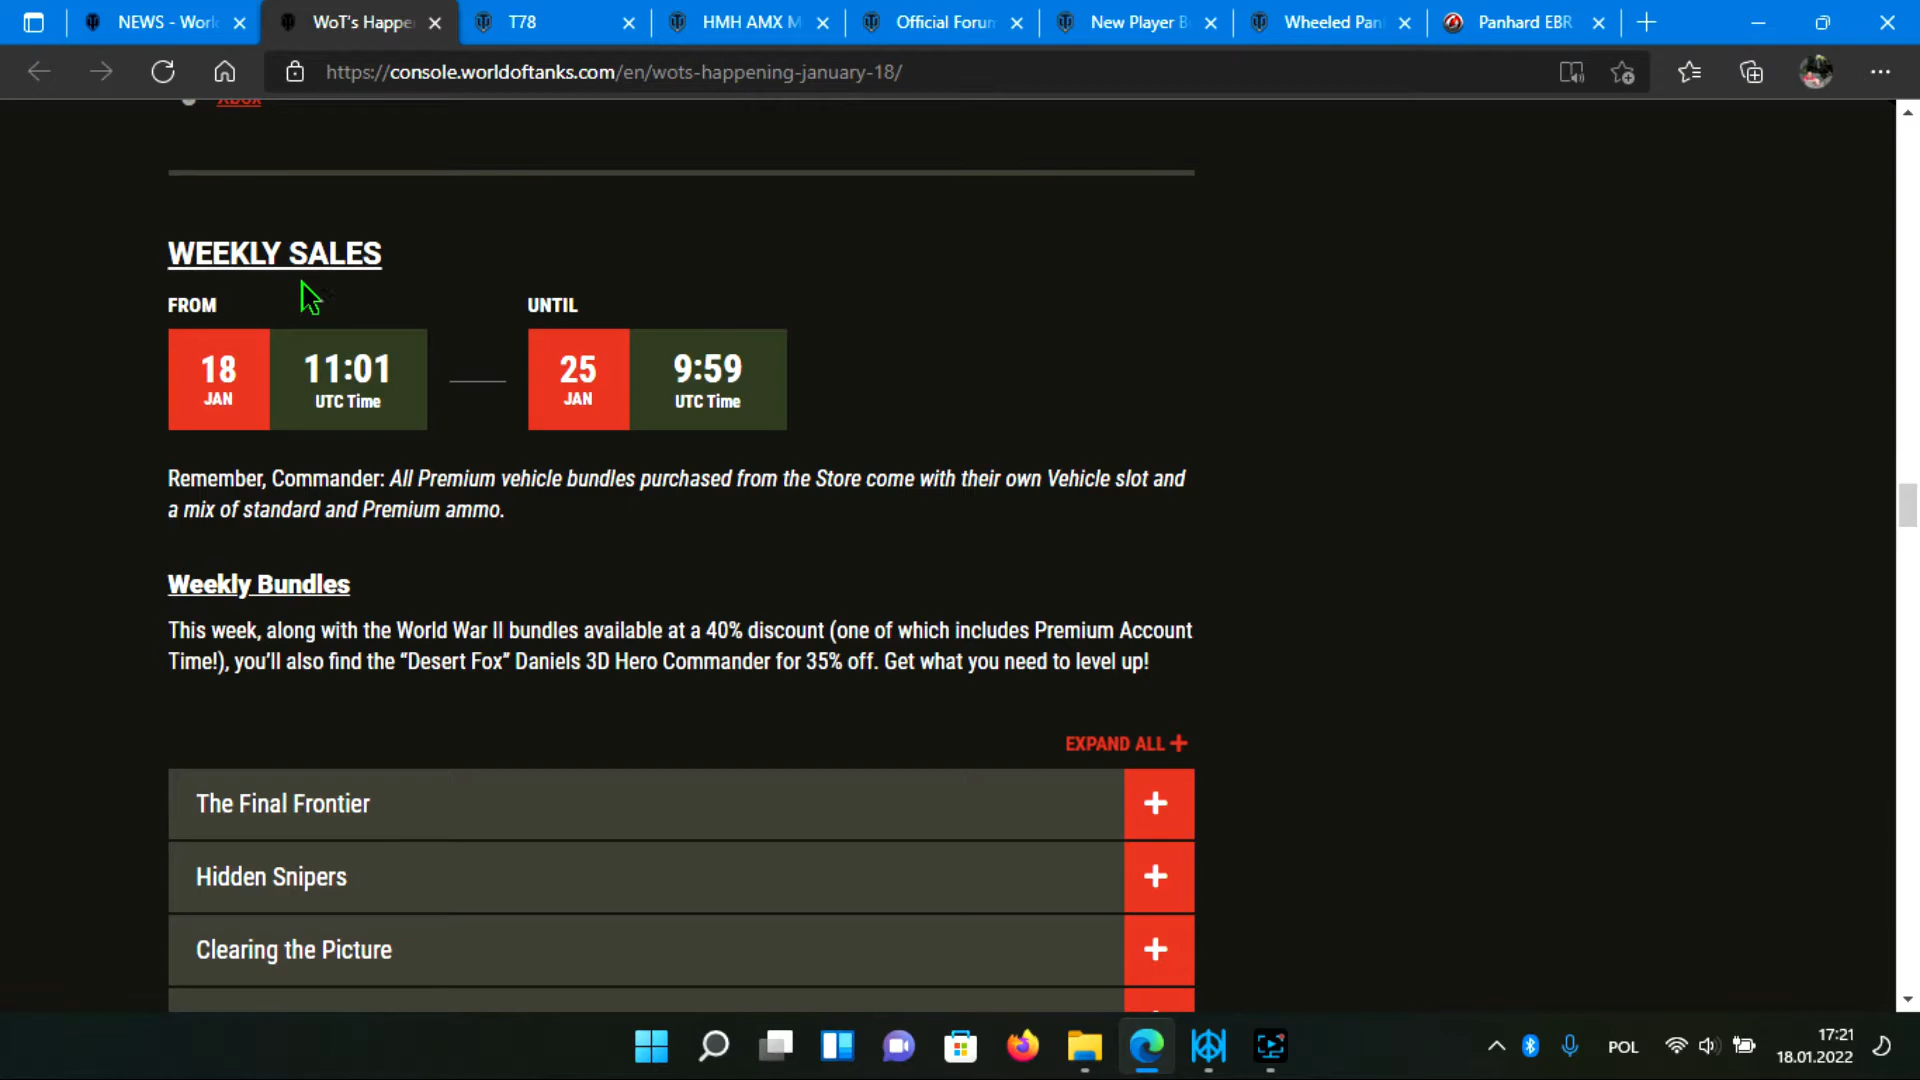 NEWS - Worl
WoT's Happe
T78
HMH AMX M
Official Forum
New Player B
Wheeled Pan
Panhard EBR
https://console.worldoftanks.com/en/wots-happening-january-18/
Xbox
WEEKLY SALES
FROM
UNTIL
18
JAN
11:01
UTC Time
25
JAN
9:59
UTC Time
Remember, Commander: All Premium vehicle bundles purchased from the Store come with their own Vehicle slot and
a mix of standard and Premium ammo.
Weekly Bundles
This week, along with the World War II bundles available at a 40% discount (one of which includes Premium Account
Time!), you'll also find the “Desert Fox” Daniels 3D Hero Commander for 35% off. Get what you need to level up!
EXPAND ALL +
The Final Frontier
Hidden Snipers
Clearing the Picture
POL
17:21
18.01.2022